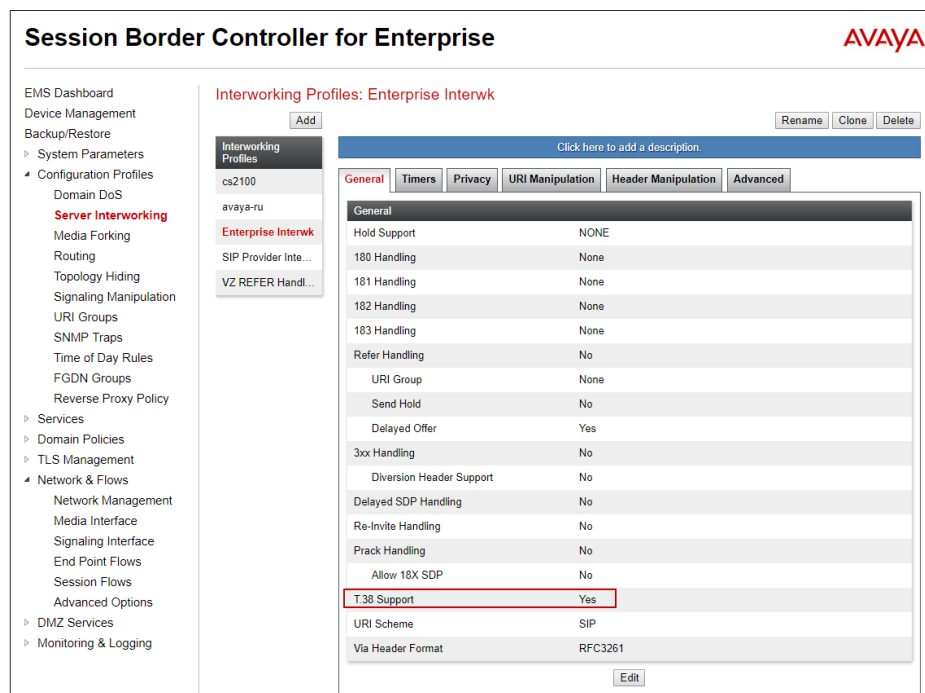 Session Border Controller for Enterprise
AVAYA
EMS Dashboard
Device Management
Backup/Restore
System Parameters
Configuration Profiles
Domain DoS
Server Interworking
Media Forking
Routing
Topology Hiding
Signaling Manipulation
URI Groups
SNMP Traps
Time of Day Rules
FGDN Groups
Reverse Proxy Policy
Services
Domain Policies
TLS Management
Network & Flows
Network Management
Media Interface
Signaling Interface
End Point Flows
Session Flows
Advanced Options
DMZ Services
Monitoring & Logging
Interworking Profiles: Enterprise Interwk
Add
Rename Clone Delete
Interworking
Profiles
cs2100
avaya-ru
Enterprise Interwk
SIP Provider Inte...
VZ REFER Handl...
Click here to add a description.
General Timers Privacy URI Manipulation Header Manipulation Advanced
General
Hold Support NONE
180 Handling None
181 Handling None
182 Handling None
183 Handling None
Refer Handling No
URI Group None
Send Hold No
Delayed Offer Yes
3xx Handling No
Diversion Header Support No
Delayed SDP Handling No
Re-Invite Handling No
Prack Handling No
Allow 18X SDP No
T.38 Support Yes
URI Scheme SIP
Via Header Format RFC3261
Edit